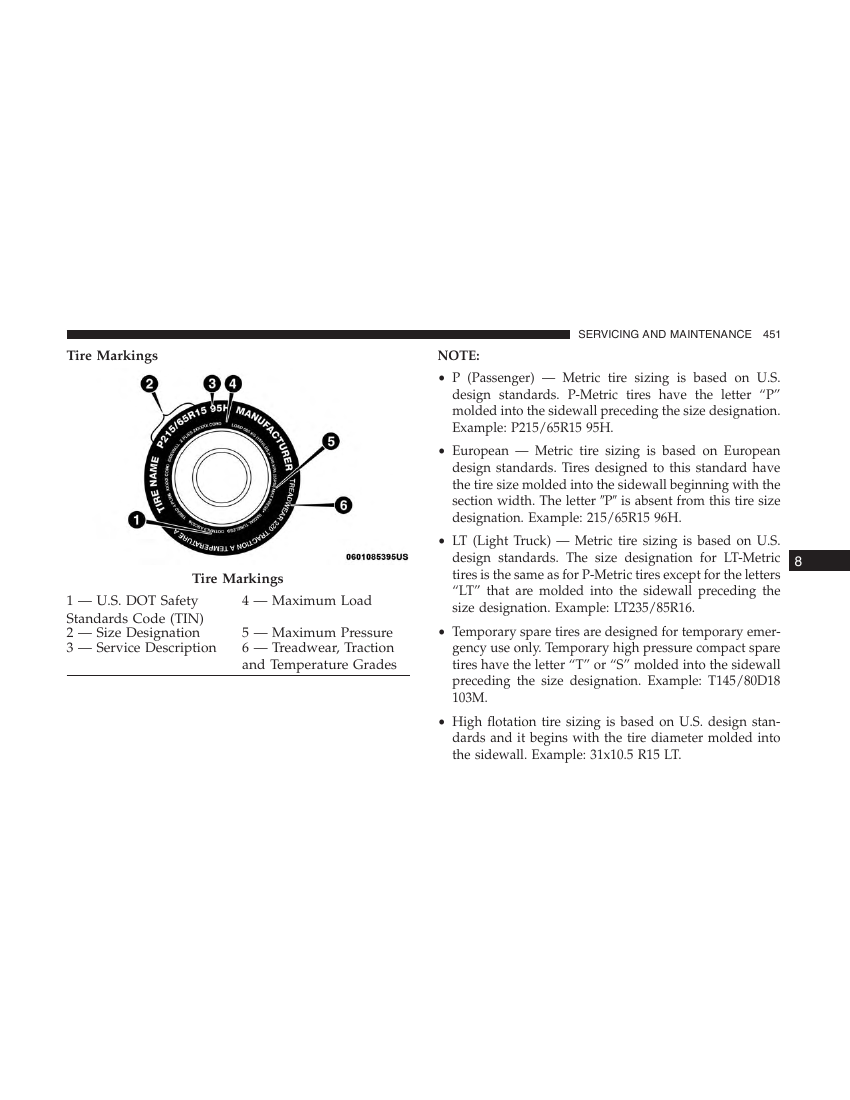 SERVICING AND MAINTENANCE 451
Tire Markings
2
3
4
5
6
1
TIRE NAME
P215/65R15 95H
MANUFACTURER
TREADWEAR 220 TRACTION A TEMPERATURE A
0601085395US
Tire Markings
1 — U.S. DOT Safety
Standards Code (TIN)
4 — Maximum Load
2 — Size Designation
5 — Maximum Pressure
3 — Service Description
6 — Treadwear, Traction
and Temperature Grades
NOTE:
• P (Passenger) — Metric tire sizing is based on U.S.
design standards. P-Metric tires have the letter “P”
molded into the sidewall preceding the size designation.
Example: P215/65R15 95H.
• European — Metric tire sizing is based on European
design standards. Tires designed to this standard have
the tire size molded into the sidewall beginning with the
section width. The letter "P" is absent from this tire size
designation. Example: 215/65R15 96H.
• LT (Light Truck) — Metric tire sizing is based on U.S.
design standards. The size designation for LT-Metric
tires is the same as for P-Metric tires except for the letters
“LT” that are molded into the sidewall preceding the
size designation. Example: LT235/85R16.
• Temporary spare tires are designed for temporary emer-
gency use only. Temporary high pressure compact spare
tires have the letter “T” or “S” molded into the sidewall
preceding the size designation. Example: T145/80D18
103M.
• High flotation tire sizing is based on U.S. design stan-
dards and it begins with the tire diameter molded into
the sidewall. Example: 31x10.5 R15 LT.
8